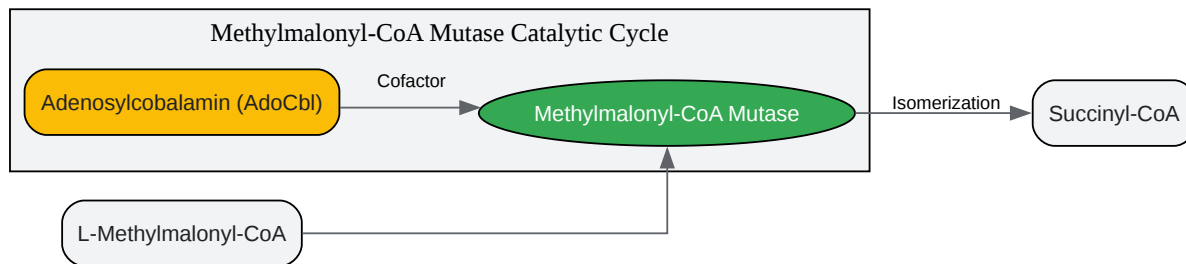 Methylmalonyl-CoA Mutase Catalytic Cycle
Adenosylcobalamin (AdoCbl)
Cofactor
Methylmalonyl-CoA Mutase
Isomerization
Succinyl-CoA
L-Methylmalonyl-CoA